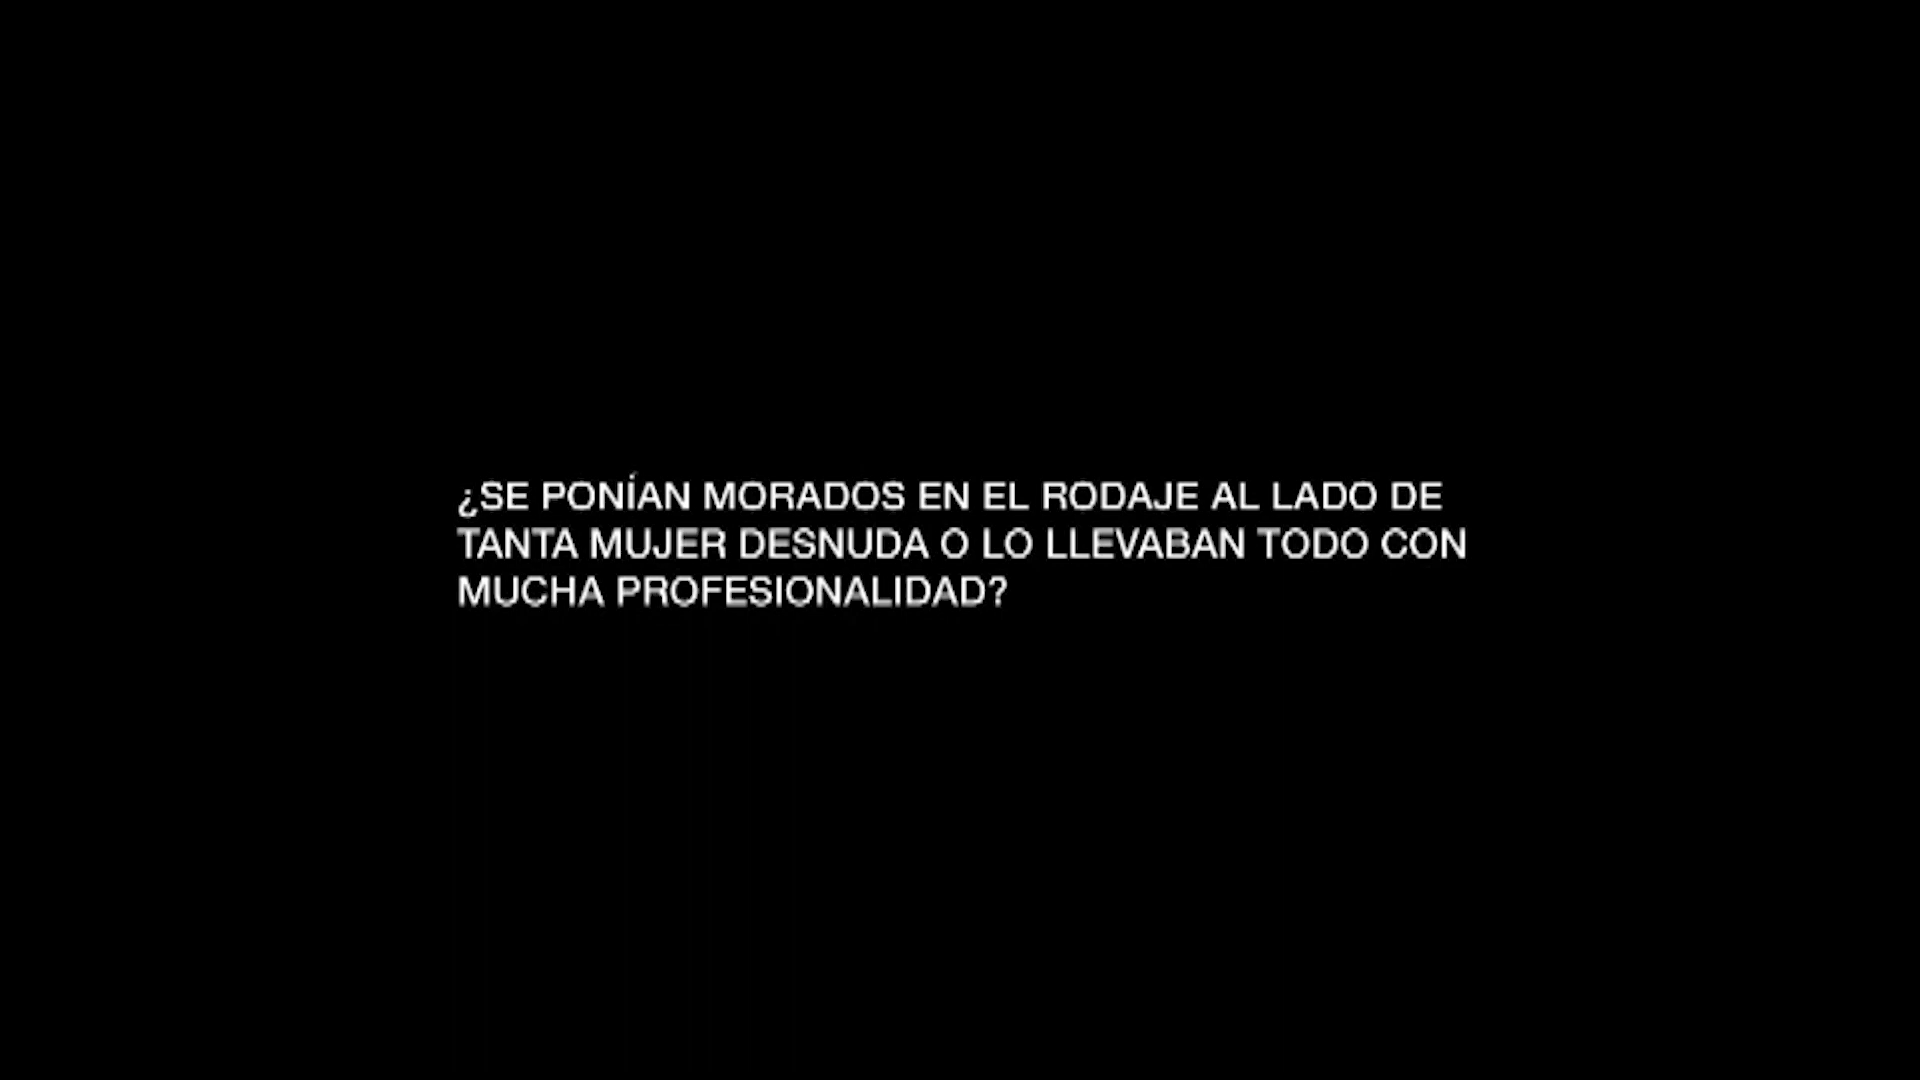 ¿SE PONÍAN MORADOS EN EL RODAJE AL LADO DE
TANTA MUJER DESNUDA O LO LLEVABAN TODO CON
MUCHA PROFESIONALIDAD?